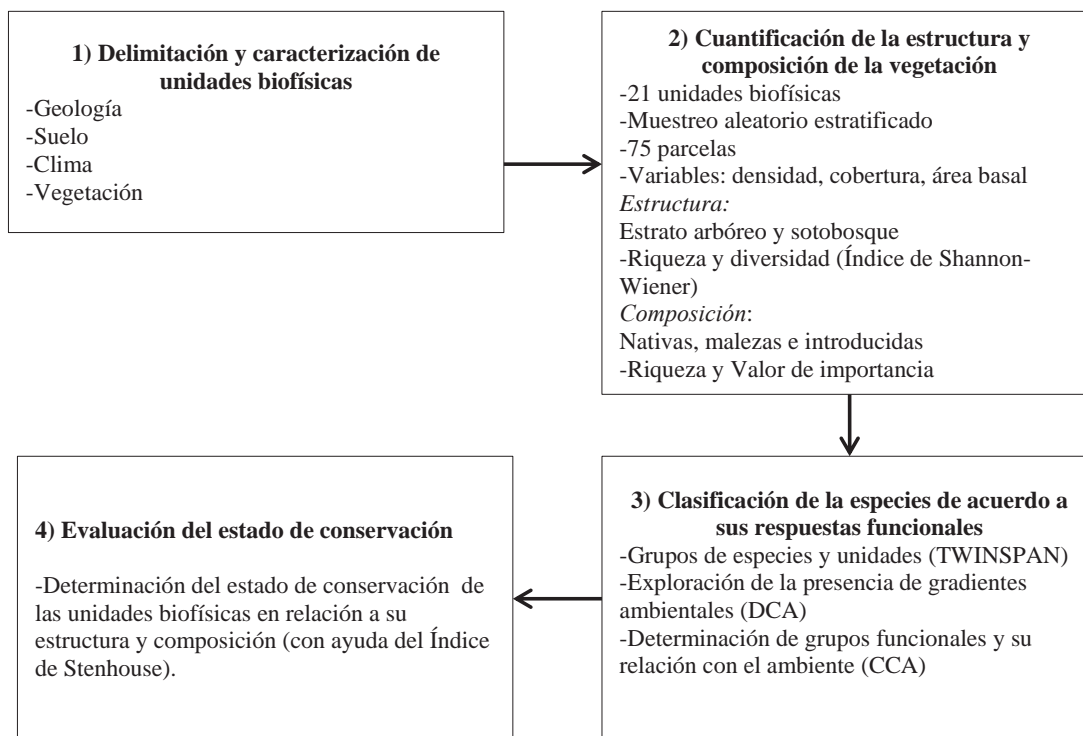 1) Delimitación y caracterización de
unidades biofísicas
-Geología
-Suelo
-Clima
-Vegetación
2) Cuantificación de la estructura y
composición de la vegetación
-21 unidades biofísicas
-Muestreo aleatorio estratificado
-75 parcelas
-Variables: densidad, cobertura, área basal
Estructura:
Estrato arbóreo y sotobosque
-Riqueza y diversidad (Índice de Shannon-
Wiener)
Composición:
Nativas, malezas e introducidas
-Riqueza y Valor de importancia
3) Clasificación de la especies de acuerdo a
sus respuestas funcionales
-Grupos de especies y unidades (TWINSPAN)
-Exploración de la presencia de gradientes
ambientales (DCA)
-Determinación de grupos funcionales y su
relación con el ambiente (CCA)
4) Evaluación del estado de conservación
-Determinación del estado de conservación de
las unidades biofísicas en relación a su
estructura y composición (con ayuda del Índice
de Stenhouse).